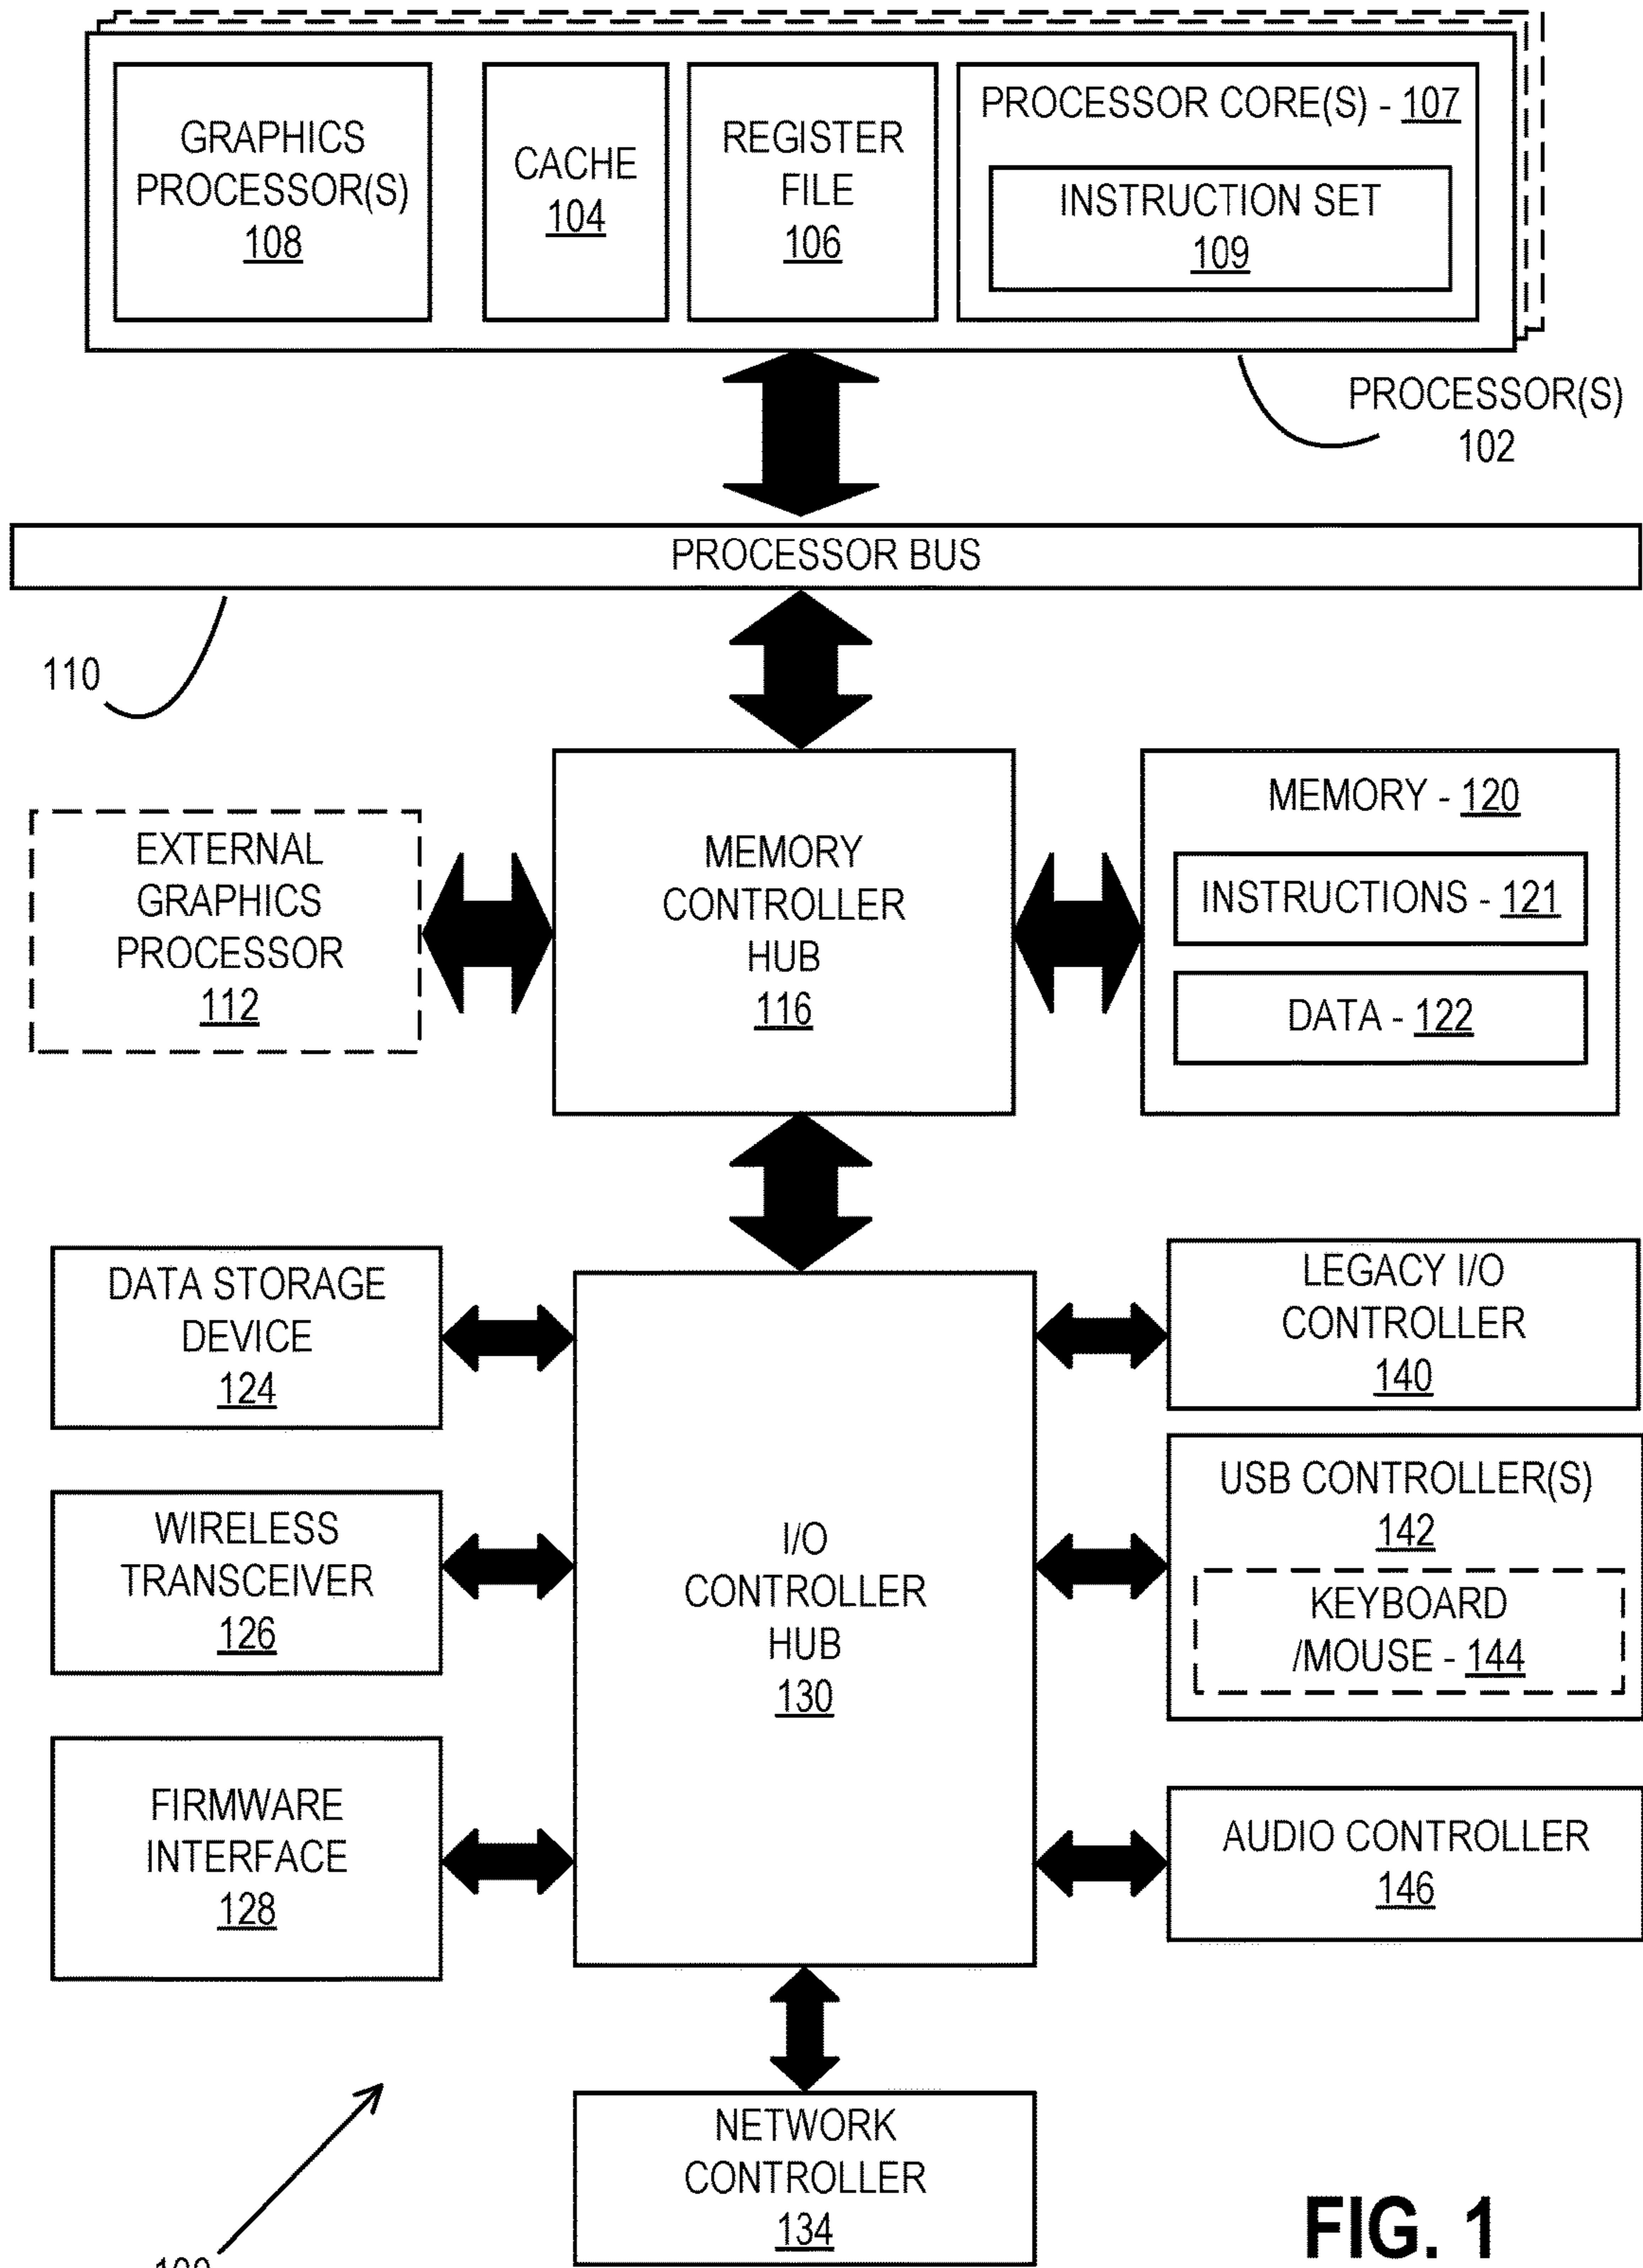 GRAPHICS
PROCESSOR(S)
108
CACHE
104
REGISTER
FILE
106
PROCESSOR CORE(S) - 107
INSTRUCTION SET
109
PROCESSOR(S)
102
PROCESSOR BUS
110
EXTERNAL
GRAPHICS
PROCESSOR
112
MEMORY
CONTROLLER
HUB
116
MEMORY - 120
INSTRUCTIONS - 121
DATA - 122
DATA STORAGE
DEVICE
124
WIRELESS
TRANSCEIVER
126
FIRMWARE
INTERFACE
128
I/O
CONTROLLER
HUB
130
LEGACY I/O
CONTROLLER
140
USB CONTROLLER(S)
142
KEYBOARD
/MOUSE - 144
AUDIO CONTROLLER
146
NETWORK
CONTROLLER
134
FIG. 1